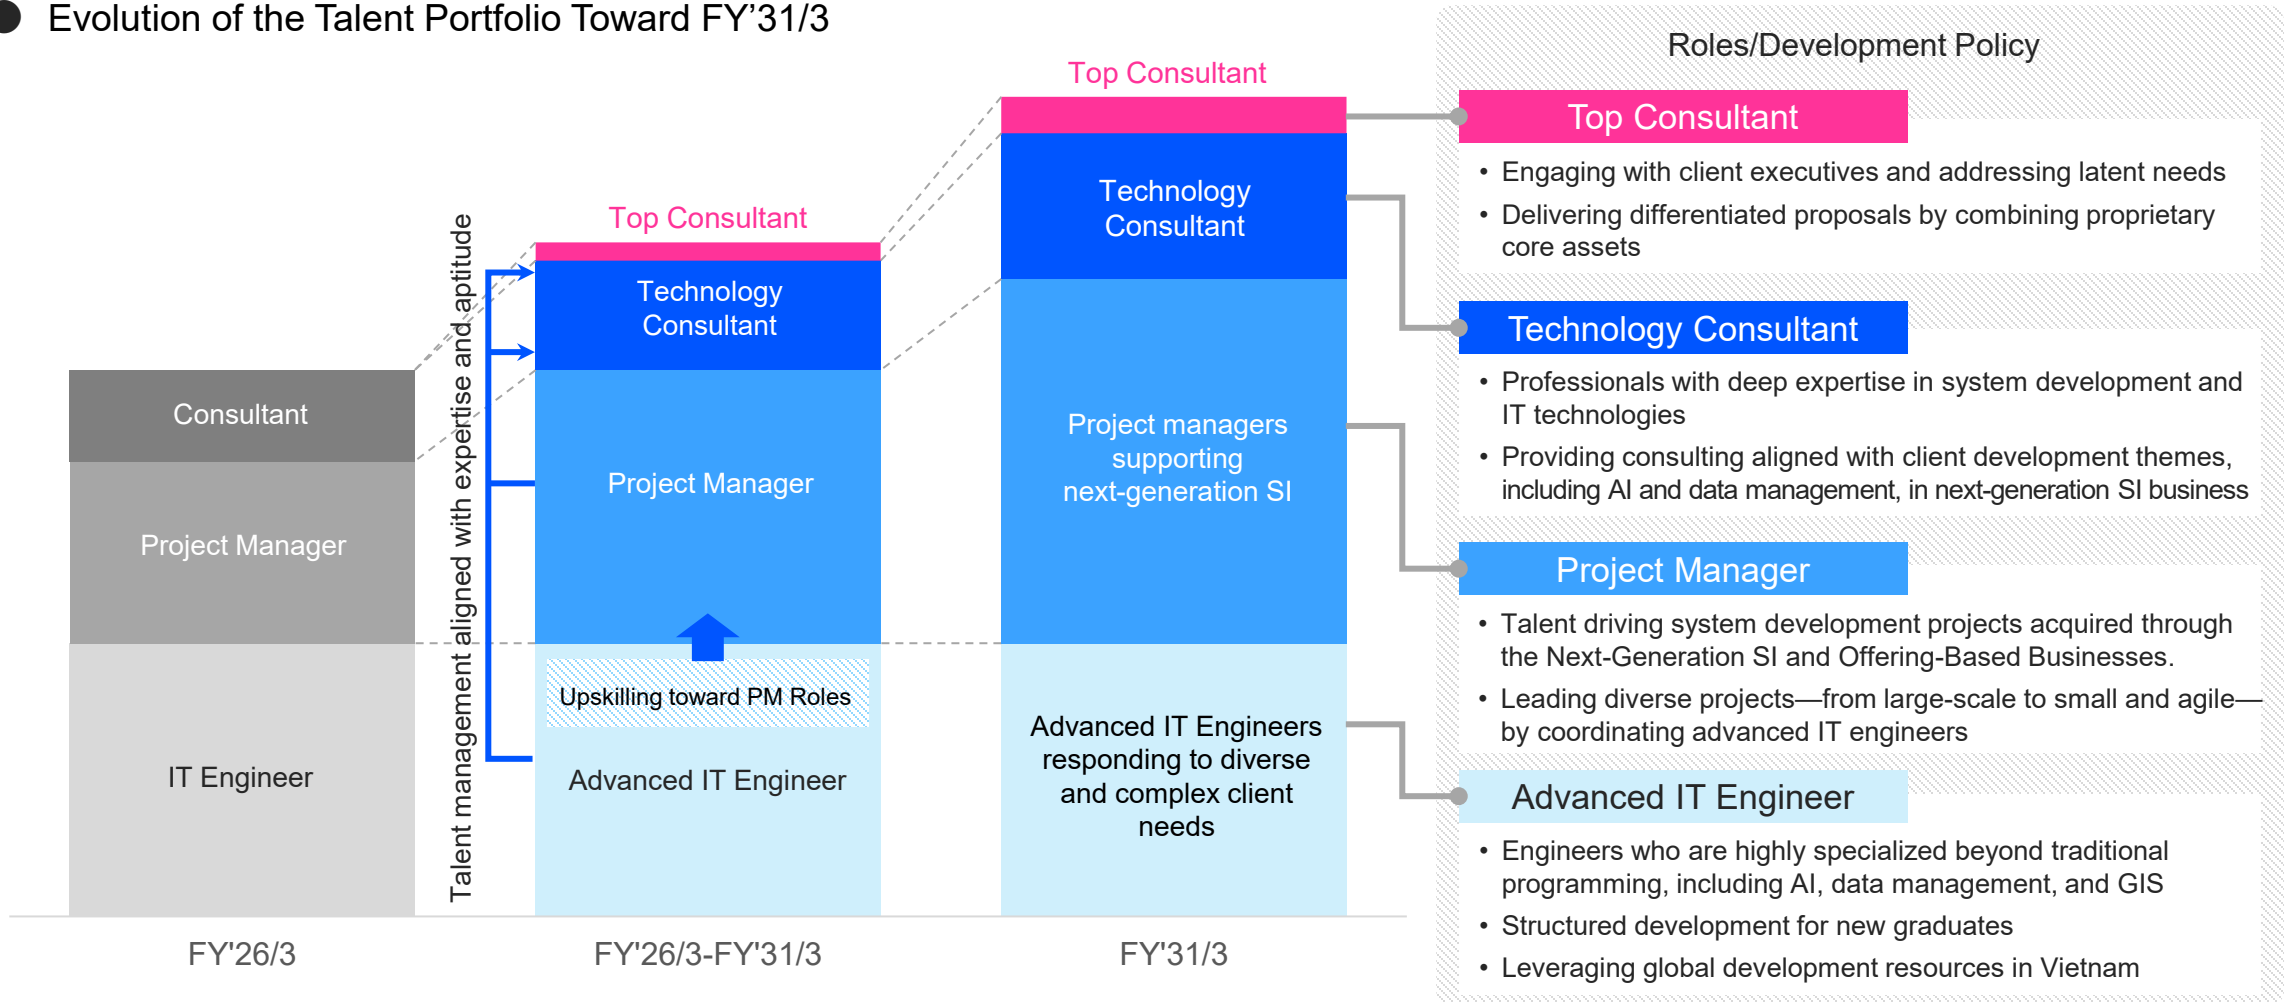 Evolution of the Talent Portfolio Toward FY’31/3
Consultant
Project Manager
IT Engineer
FY'26/3
Talent management aligned with expertise and aptitude
Top Consultant
Technology
Consultant
Project Manager
Upskilling toward PM Roles
Advanced IT Engineer
FY'26/3-FY'31/3
Top Consultant
Technology
Consultant
Project managers
supporting
next-generation SI
Advanced IT Engineers
responding to diverse
and complex client
needs
FY'31/3
Roles/Development Policy
Top Consultant
• Engaging with client executives and addressing latent needs
• Delivering differentiated proposals by combining proprietary
core assets
Technology Consultant
• Professionals with deep expertise in system development and
IT technologies
• Providing consulting aligned with client development themes,
including AI and data management, in next-generation SI business
Project Manager
• Talent driving system development projects acquired through
the Next-Generation SI and Offering-Based Businesses.
• Leading diverse projects—from large-scale to small and agile—
by coordinating advanced IT engineers
Advanced IT Engineer
• Engineers who are highly specialized beyond traditional
programming, including AI, data management, and GIS
• Structured development for new graduates
• Leveraging global development resources in Vietnam